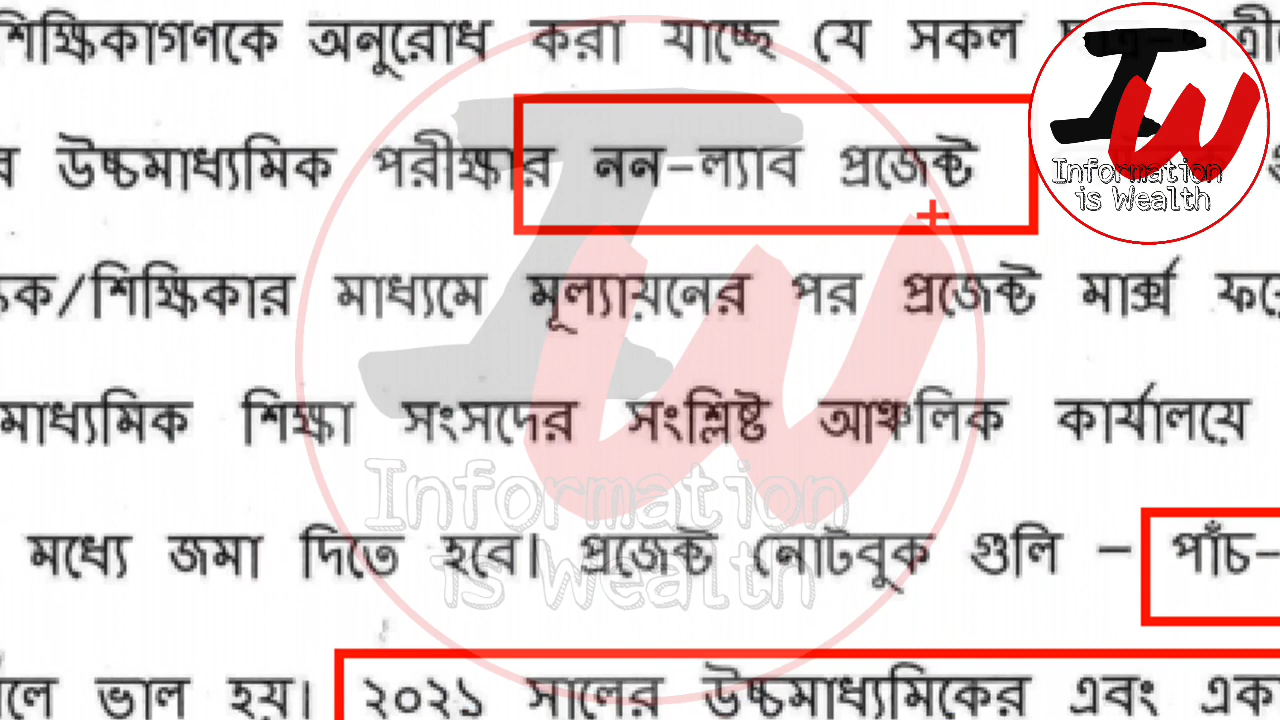 শিক্ষিকাগণকে অনুরোধ করা যাচ্ছে যে সকল
উচ্চমাধ্যমিক পরীক্ষার নন-ল্যাব প্রজেক্ট
ক/শিক্ষিকার মাধ্যমে মূল্যায়নের পর প্রজেক্ট মার্ক্স
মাধ্যমিক শিক্ষা সংসদের সংশ্লিষ্ট আঞ্চলিক কার্যালয়ে
মধ্যে জমা দিতে হবে। প্রজেক্ট নোটবুক গুলি - পাঁচ-
লে ভাল হয়। ২০২১ সালের উচ্চমাধ্যমিকের এবং এক
Information
is Wealth
Information
is Wealth